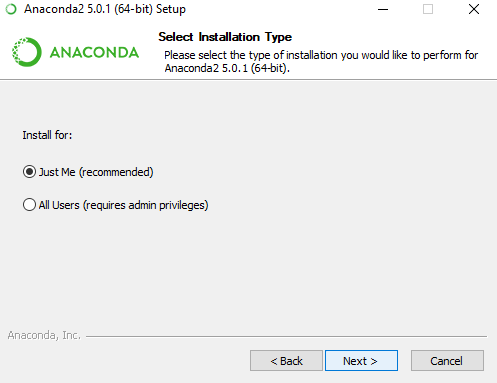 Anaconda2 5.0.1 (64-bit) Setup
ANACONDA
Select Installation Type
Please select the type of installation you would like to perform for
Anaconda2 5.0.1 (64-bit).
Install for:
Just Me (recommended)
All Users (requires admin privileges)
Anaconda, Inc.
< Back
Next >
Cancel